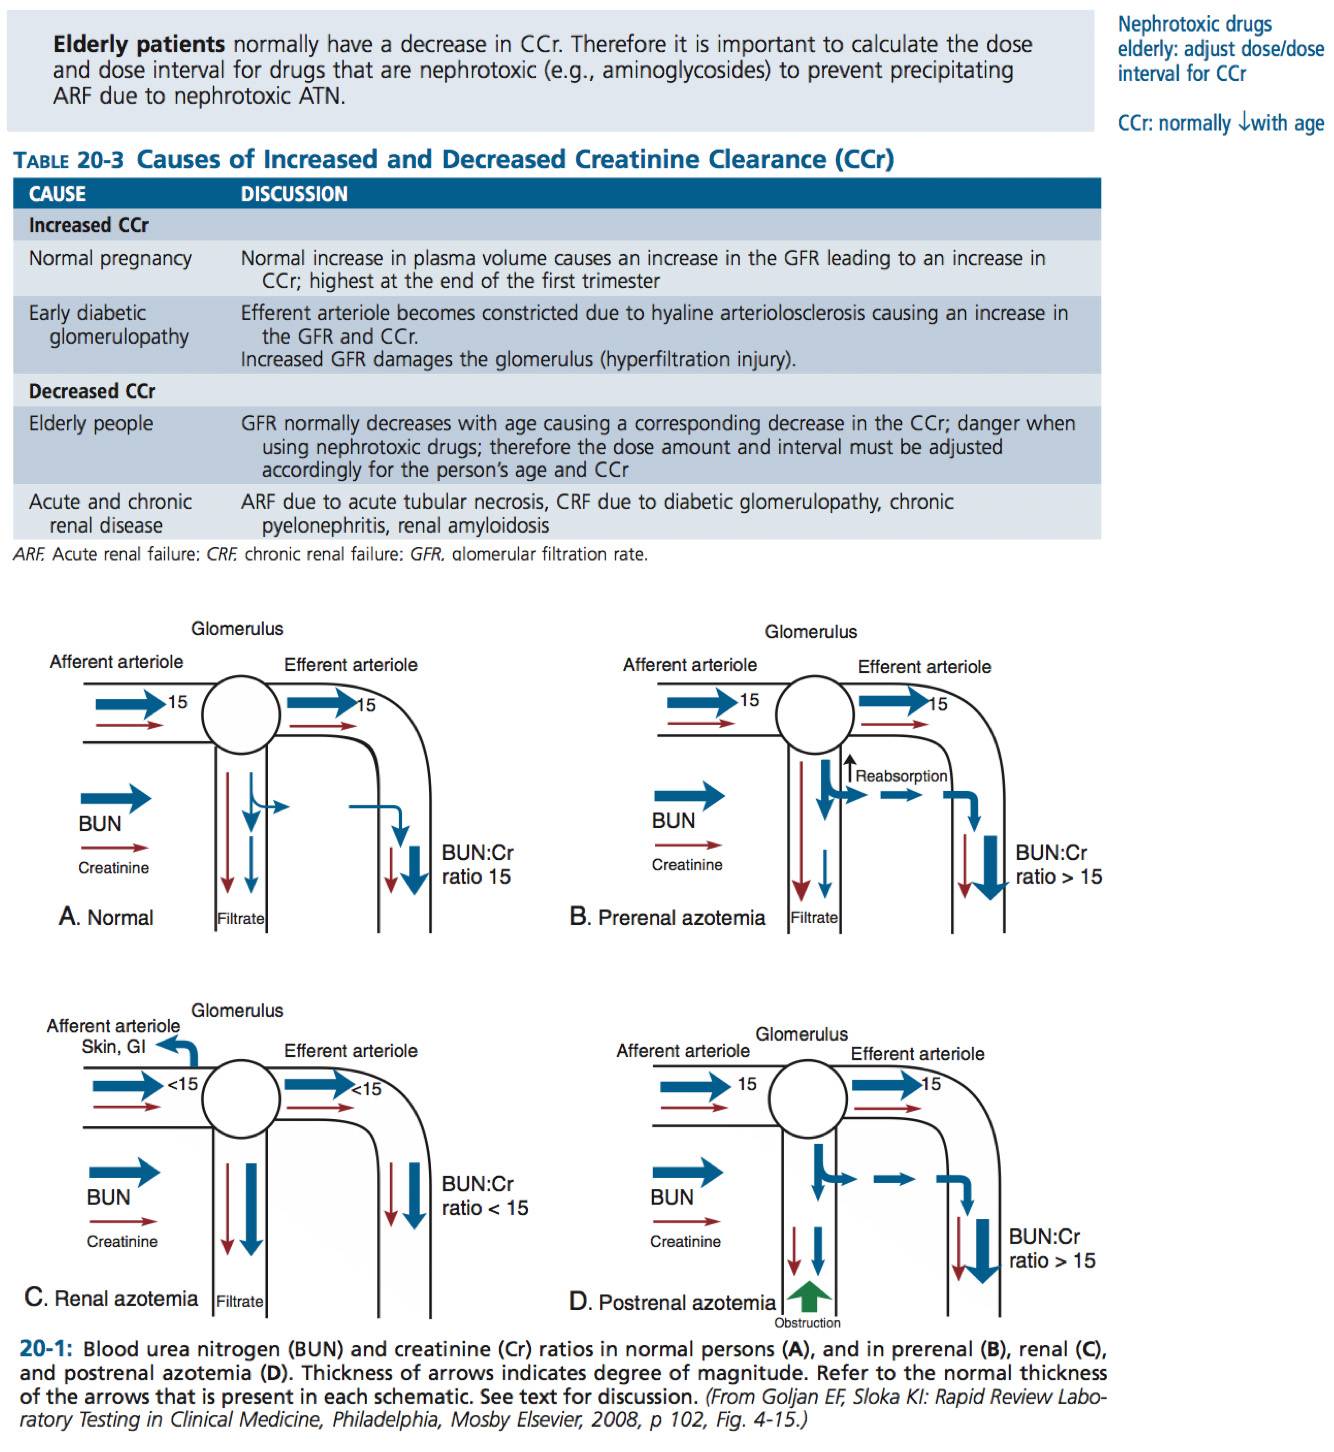 Elderly patients normally have a decrease in CCr. Therefore it is important to calculate the dose
and dose interval for drugs that are nephrotoxic (e.g., aminoglycosides) to prevent precipitating
ARF due to nephrotoxic ATN.
Nephrotoxic drugs
elderly: adjust dose/dose
interval for CCr
CCr: normally ↓with age
TABLE 20-3 Causes of Increased and Decreased Creatinine Clearance (CCr)
CAUSE DISCUSSION
Increased CCr
Normal pregnancy Normal increase in plasma volume causes an increase in the GFR leading to an increase in
CCr; highest at the end of the first trimester
Early diabetic Efferent arteriole becomes constricted due to hyaline arteriolosclerosis causing an increase in
glomerulopathy the GFR and CCr.
Increased GFR damages the glomerulus (hyperfiltration injury).
Decreased CCr
Elderly people GFR normally decreases with age causing a corresponding decrease in the CCr; danger when
using nephrotoxic drugs; therefore the dose amount and interval must be adjusted
accordingly for the person's age and CCr
Acute and chronic ARF due to acute tubular necrosis, CRF due to diabetic glomerulopathy, chronic
renal disease pyelonephritis, renal amyloidosis
ARF, Acute renal failure; CRF, chronic renal failure; GFR, glomerular filtration rate.
Glomerulus
Afferent arteriole Efferent arteriole
15 15
BUN
Creatinine
BUN:Cr
ratio 15
A. Normal Filtrate
Glomerulus
Afferent arteriole Efferent arteriole
15 15
Reabsorption
BUN
Creatinine
BUN:Cr
ratio > 15
B. Prerenal azotemia Filtrate
Glomerulus
Afferent arteriole
Skin, GI Efferent arteriole
<15 <15
BUN
Creatinine
BUN:Cr
ratio < 15
C. Renal azotemia Filtrate
Glomerulus
Afferent arteriole Efferent arteriole
15 15
BUN
Creatinine
BUN:Cr
ratio > 15
D. Postrenal azotemia
Obstruction
20-1: Blood urea nitrogen (BUN) and creatinine (Cr) ratios in normal persons (A), and in prerenal (B), renal (C),
and postrenal azotemia (D). Thickness of arrows indicates degree of magnitude. Refer to the normal thickness
of the arrows that is present in each schematic. See text for discussion. (From Goljan EF, Sloka KI: Rapid Review Labo-
ratory Testing in Clinical Medicine, Philadelphia, Mosby Elsevier, 2008, p 102, Fig. 4-15.)